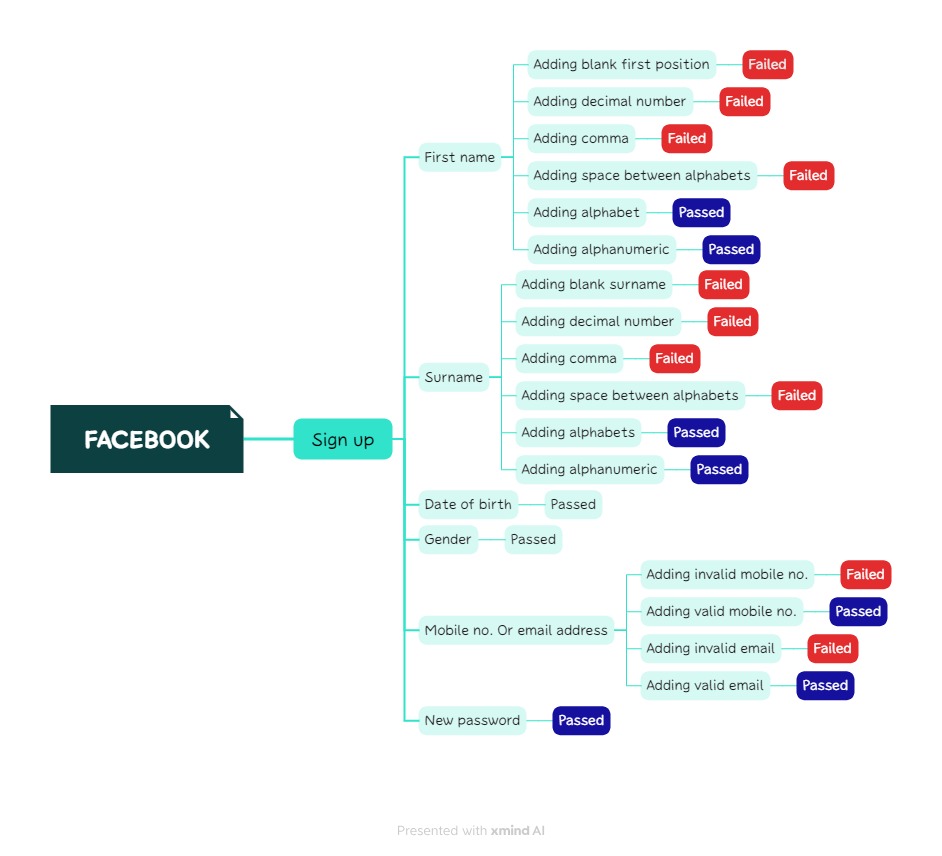 FACEBOOK
Sign up
First name
Adding blank first position Failed
Adding decimal number Failed
Adding comma Failed
Adding space between alphabets Failed
Adding alphabet Passed
Adding alphanumeric Passed
Surname
Adding blank surname Failed
Adding decimal number Failed
Adding comma Failed
Adding space between alphabets Failed
Adding alphabets Passed
Adding alphanumeric Passed
Date of birth Passed
Gender Passed
Mobile no. Or email address
Adding invalid mobile no. Failed
Adding valid mobile no. Passed
Adding invalid email Failed
Adding valid email Passed
New password Passed
Presented with xmind AI